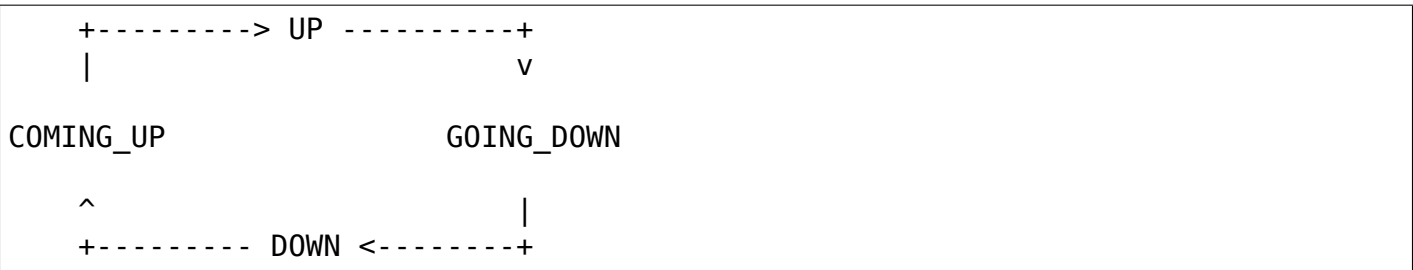 +---------> UP ----------+
|                        v
COMING_UP                GOING_DOWN
^                        |
+--------- DOWN <--------+